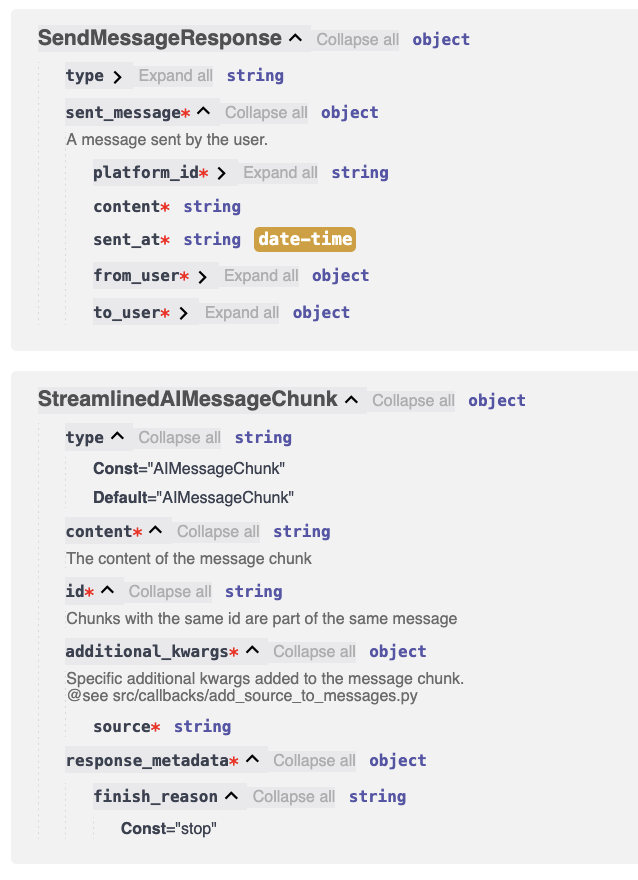 SendMessageResponse Collapse all object
type Expand all string
sent_message* Collapse all object
A message sent by the user.
platform_id* Expand all string
content* string
sent_at* string date-time
from_user* Expand all object
to_user* Expand all object
StreamlinedAIMessageChunk Collapse all object
type Collapse all string
Const="AIMessageChunk"
Default="AIMessageChunk"
content* Collapse all string
The content of the message chunk
id* Collapse all string
Chunks with the same id are part of the same message
additional_kwargs* Collapse all object
Specific additional kwargs added to the message chunk.
@see src/callbacks/add_source_to_messages.py
source* string
response_metadata* Collapse all object
finish_reason Collapse all string
Const="stop"